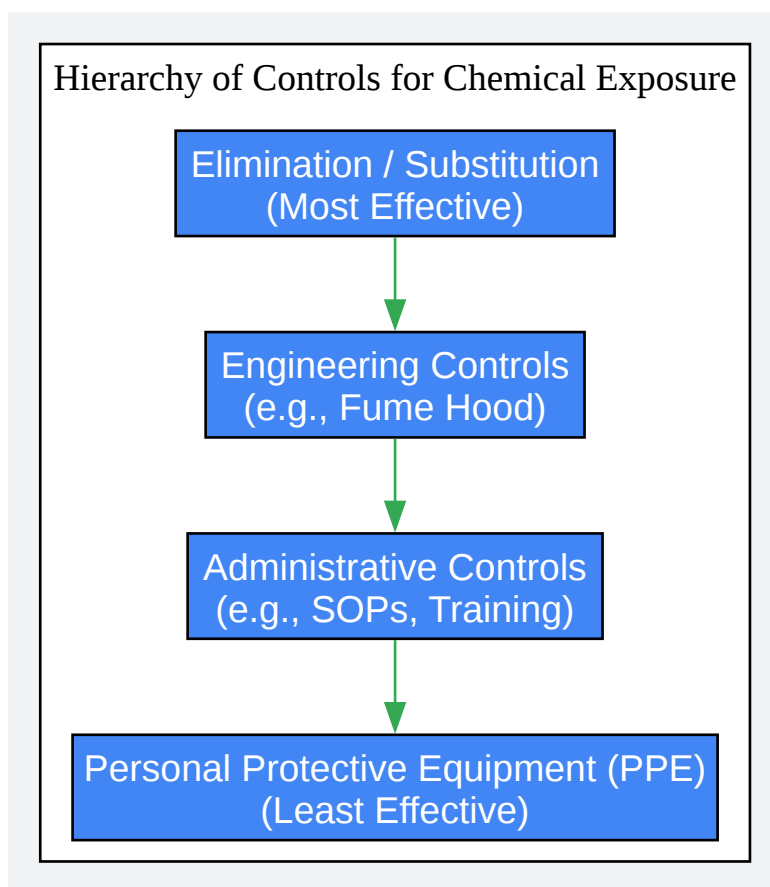 Hierarchy of Controls for Chemical Exposure
Elimination / Substitution
(Most Effective)
Engineering Controls
(e.g., Fume Hood)
Administrative Controls
(e.g., SOPs, Training)
Personal Protective Equipment (PPE)
(Least Effective)